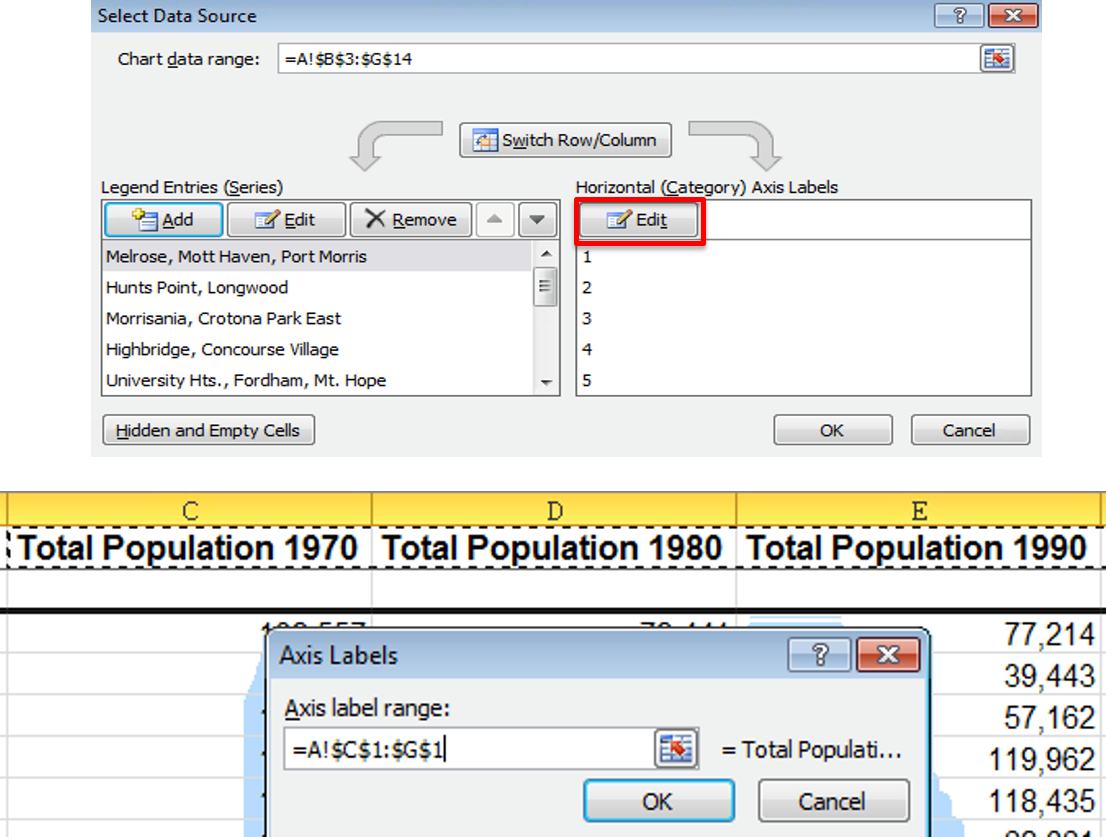 Select Data Source
Chart data range: =A!$B$3:$G$14
Switch Row/Column
Legend Entries (Series) Horizontal (Category) Axis Labels
Add Edit Remove Edit
Melrose, Mott Haven, Port Morris 1
Hunts Point, Longwood 2
Morrisania, Crotona Park East 3
Highbridge, Concourse Village 4
University Hts., Fordham, Mt. Hope 5
Hidden and Empty Cells OK Cancel
C D E
Total Population 1970 Total Population 1980 Total Population 1990
77,214
Axis Labels
39,443
Axis label range:
57,162
=A!$C$1:$G$1 = Total Populati...
119,962
OK Cancel 118,435